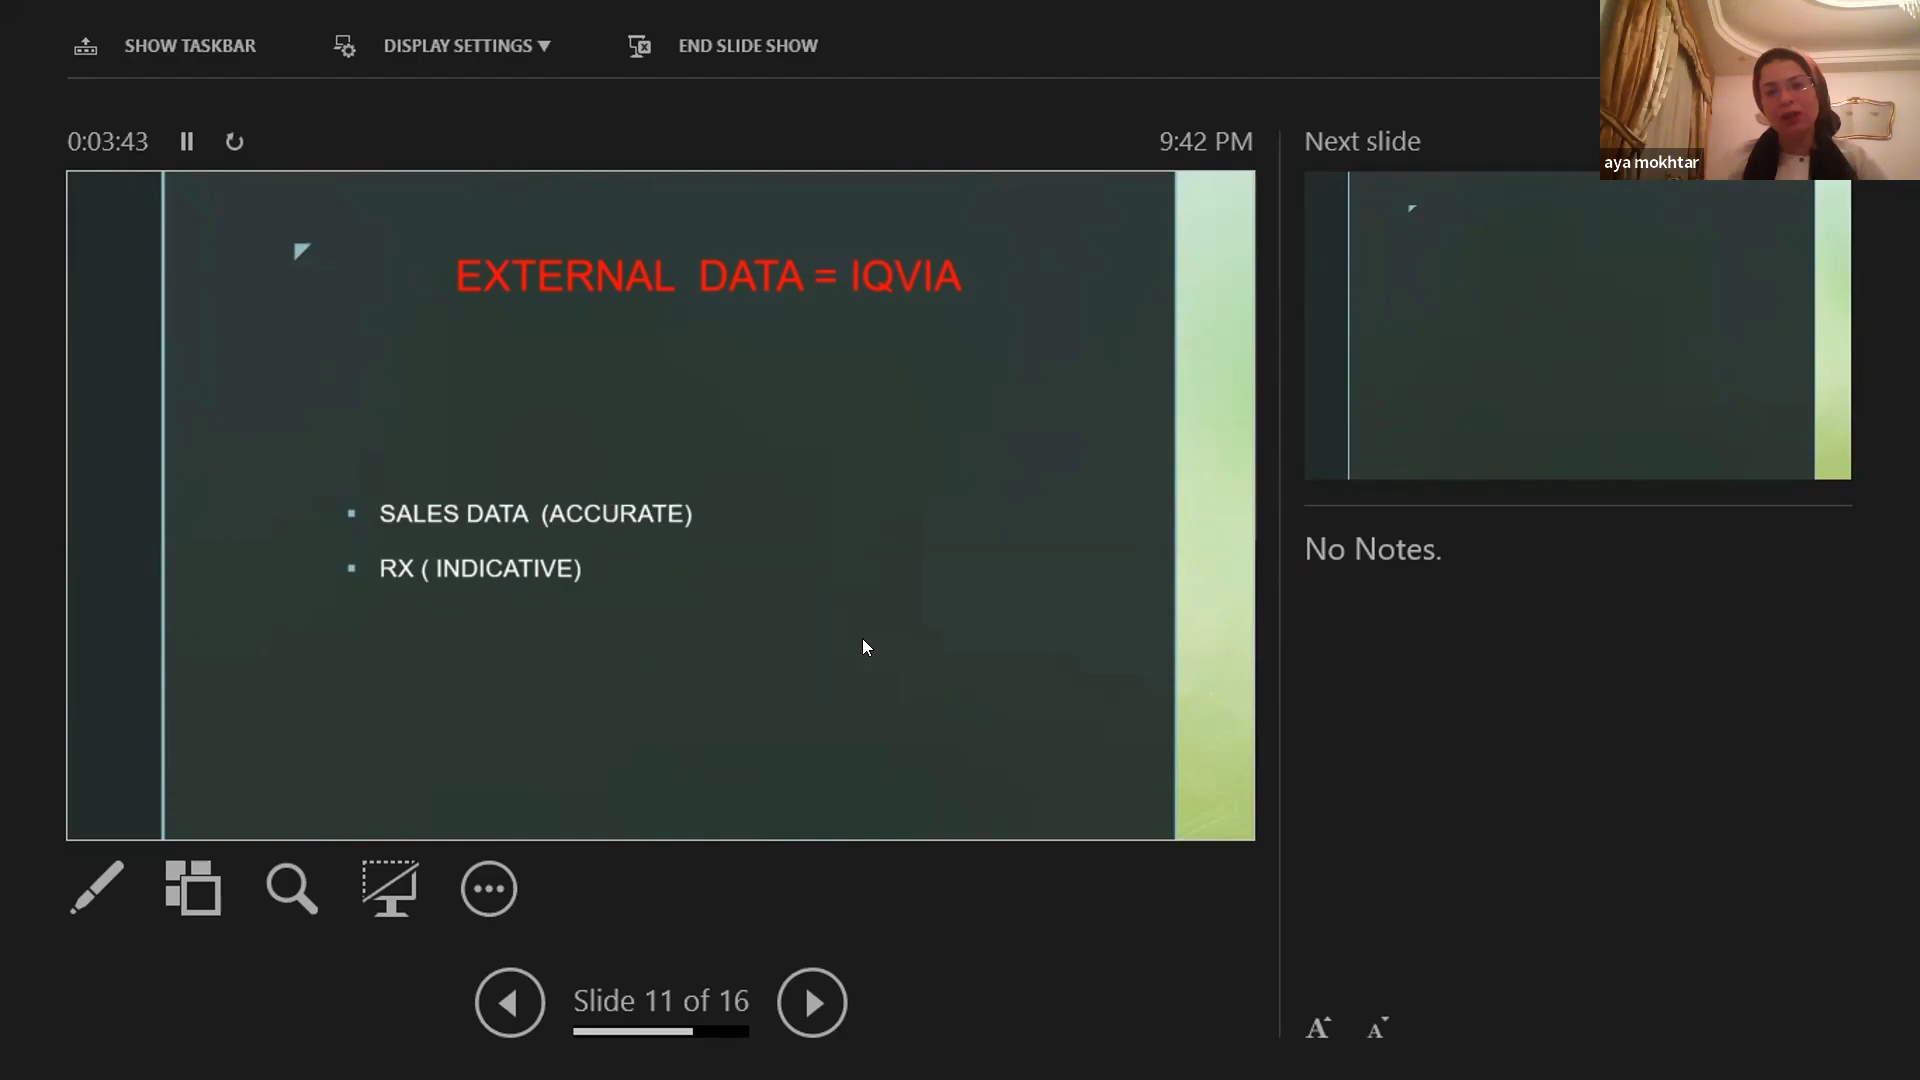 SHOW TASKBAR
DISPLAY SETTINGS ▼
END SLIDE SHOW
aya mokhtar
0:03:43
9:42 PM
Next slide
EXTERNAL DATA = IQVIA
▪ SALES DATA (ACCURATE)
▪ RX ( INDICATIVE)
No Notes.
Slide 11 of 16
A A